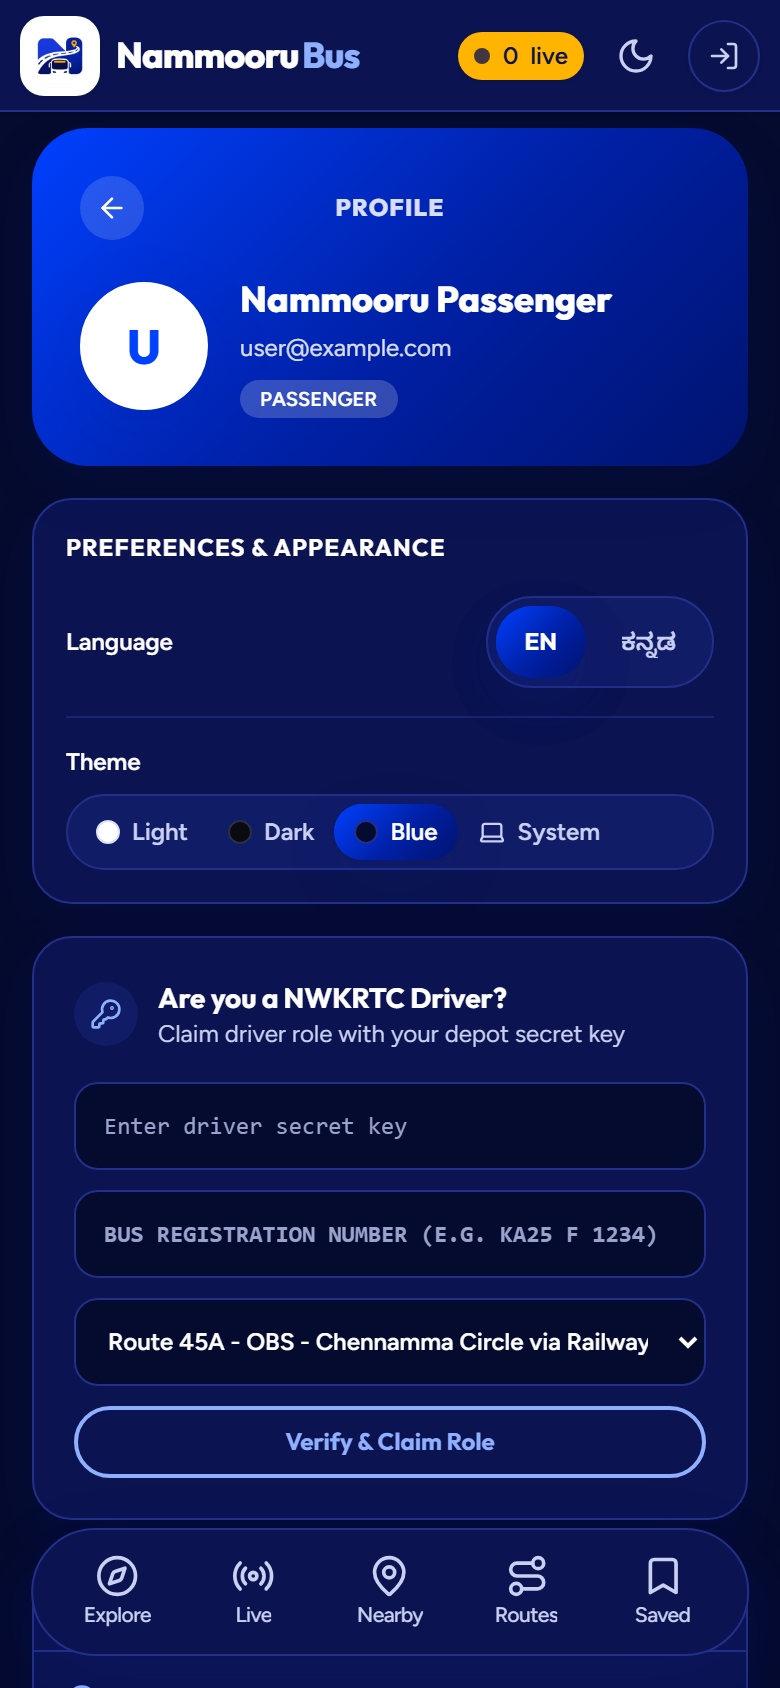 Nammooru Bus
0 live
PROFILE
U
Nammooru Passenger
user@example.com
PASSENGER
PREFERENCES & APPEARANCE
Language
EN
ಕನ್ನಡ
Theme
Light
Dark
Blue
System
Are you a NWKRTC Driver?
Claim driver role with your depot secret key
Enter driver secret key
BUS REGISTRATION NUMBER (E.G. KA25 F 1234)
Route 45A - OBS - Chennamma Circle via Railway
Verify & Claim Role
Explore
Live
Nearby
Routes
Saved